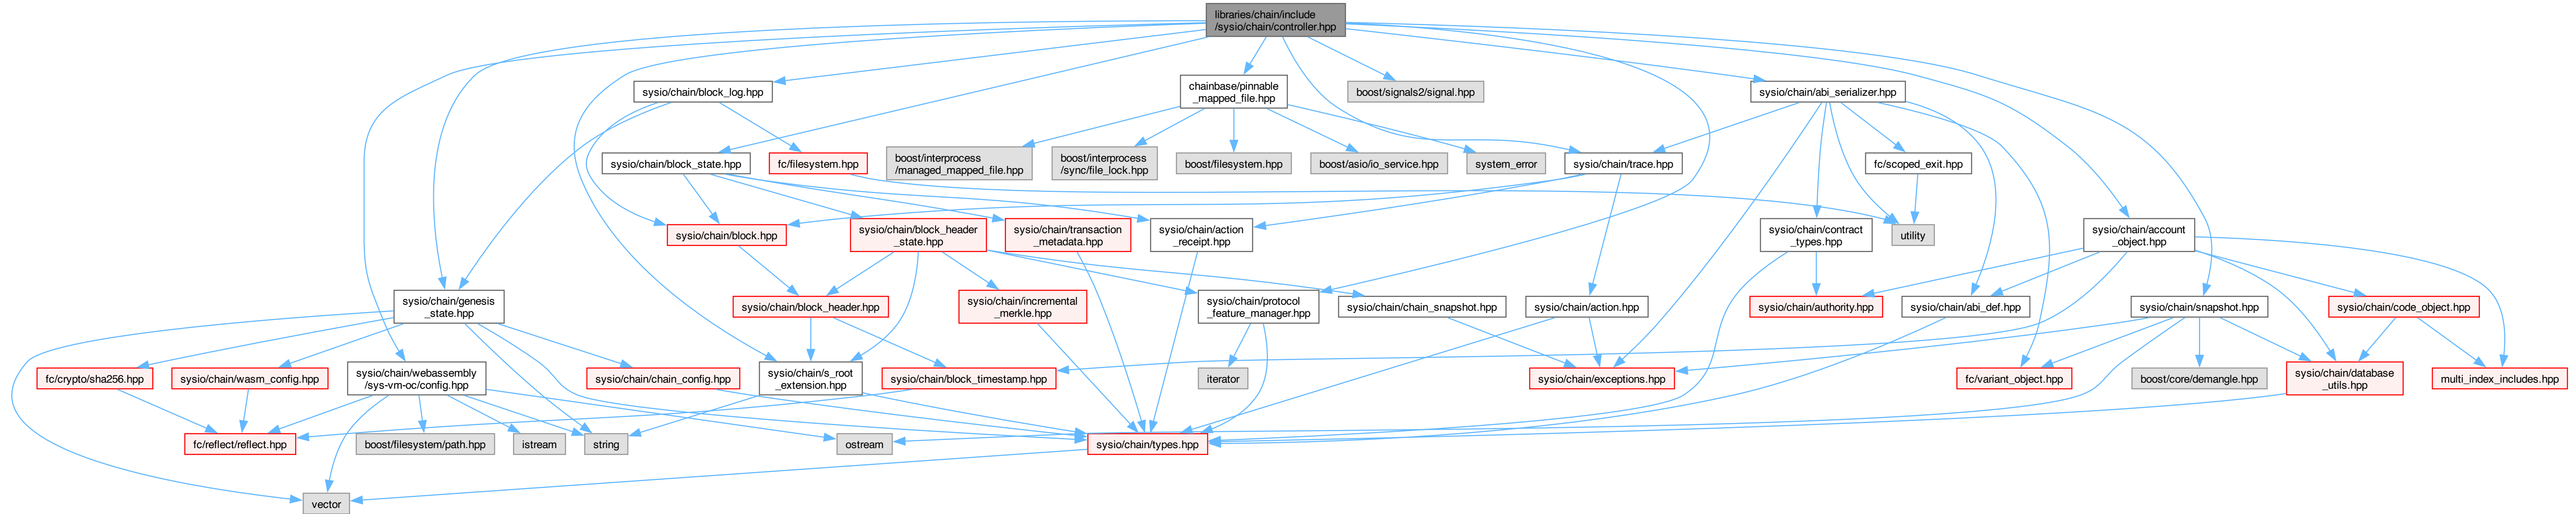 libraries/chain/include
/sysio/chain/controller.hpp
sysio/chain/block_log.hpp
chainbase/pinnable
_mapped_file.hpp
boost/signals2/signal.hpp
sysio/chain/abi_serializer.hpp
sysio/chain/block_state.hpp
fc/filesystem.hpp
boost/interprocess
/managed_mapped_file.hpp
boost/interprocess
/sync/file_lock.hpp
boost/filesystem.hpp
boost/asio/io_service.hpp
system_error
sysio/chain/trace.hpp
fc/scoped_exit.hpp
sysio/chain/block.hpp
sysio/chain/block_header
_state.hpp
sysio/chain/transaction
_metadata.hpp
sysio/chain/action
_receipt.hpp
sysio/chain/contract
_types.hpp
utility
sysio/chain/account
_object.hpp
sysio/chain/genesis
_state.hpp
sysio/chain/block_header.hpp
sysio/chain/incremental
_merkle.hpp
sysio/chain/protocol
_feature_manager.hpp
sysio/chain/chain_snapshot.hpp
sysio/chain/action.hpp
sysio/chain/authority.hpp
sysio/chain/abi_def.hpp
sysio/chain/snapshot.hpp
sysio/chain/code_object.hpp
fc/crypto/sha256.hpp
sysio/chain/wasm_config.hpp
sysio/chain/webassembly
/sys-vm-oc/config.hpp
sysio/chain/chain_config.hpp
sysio/chain/s_root
_extension.hpp
sysio/chain/block_timestamp.hpp
iterator
sysio/chain/exceptions.hpp
fc/variant_object.hpp
boost/core/demangle.hpp
sysio/chain/database
_utils.hpp
multi_index_includes.hpp
fc/reflect/reflect.hpp
boost/filesystem/path.hpp
istream
string
ostream
sysio/chain/types.hpp
vector